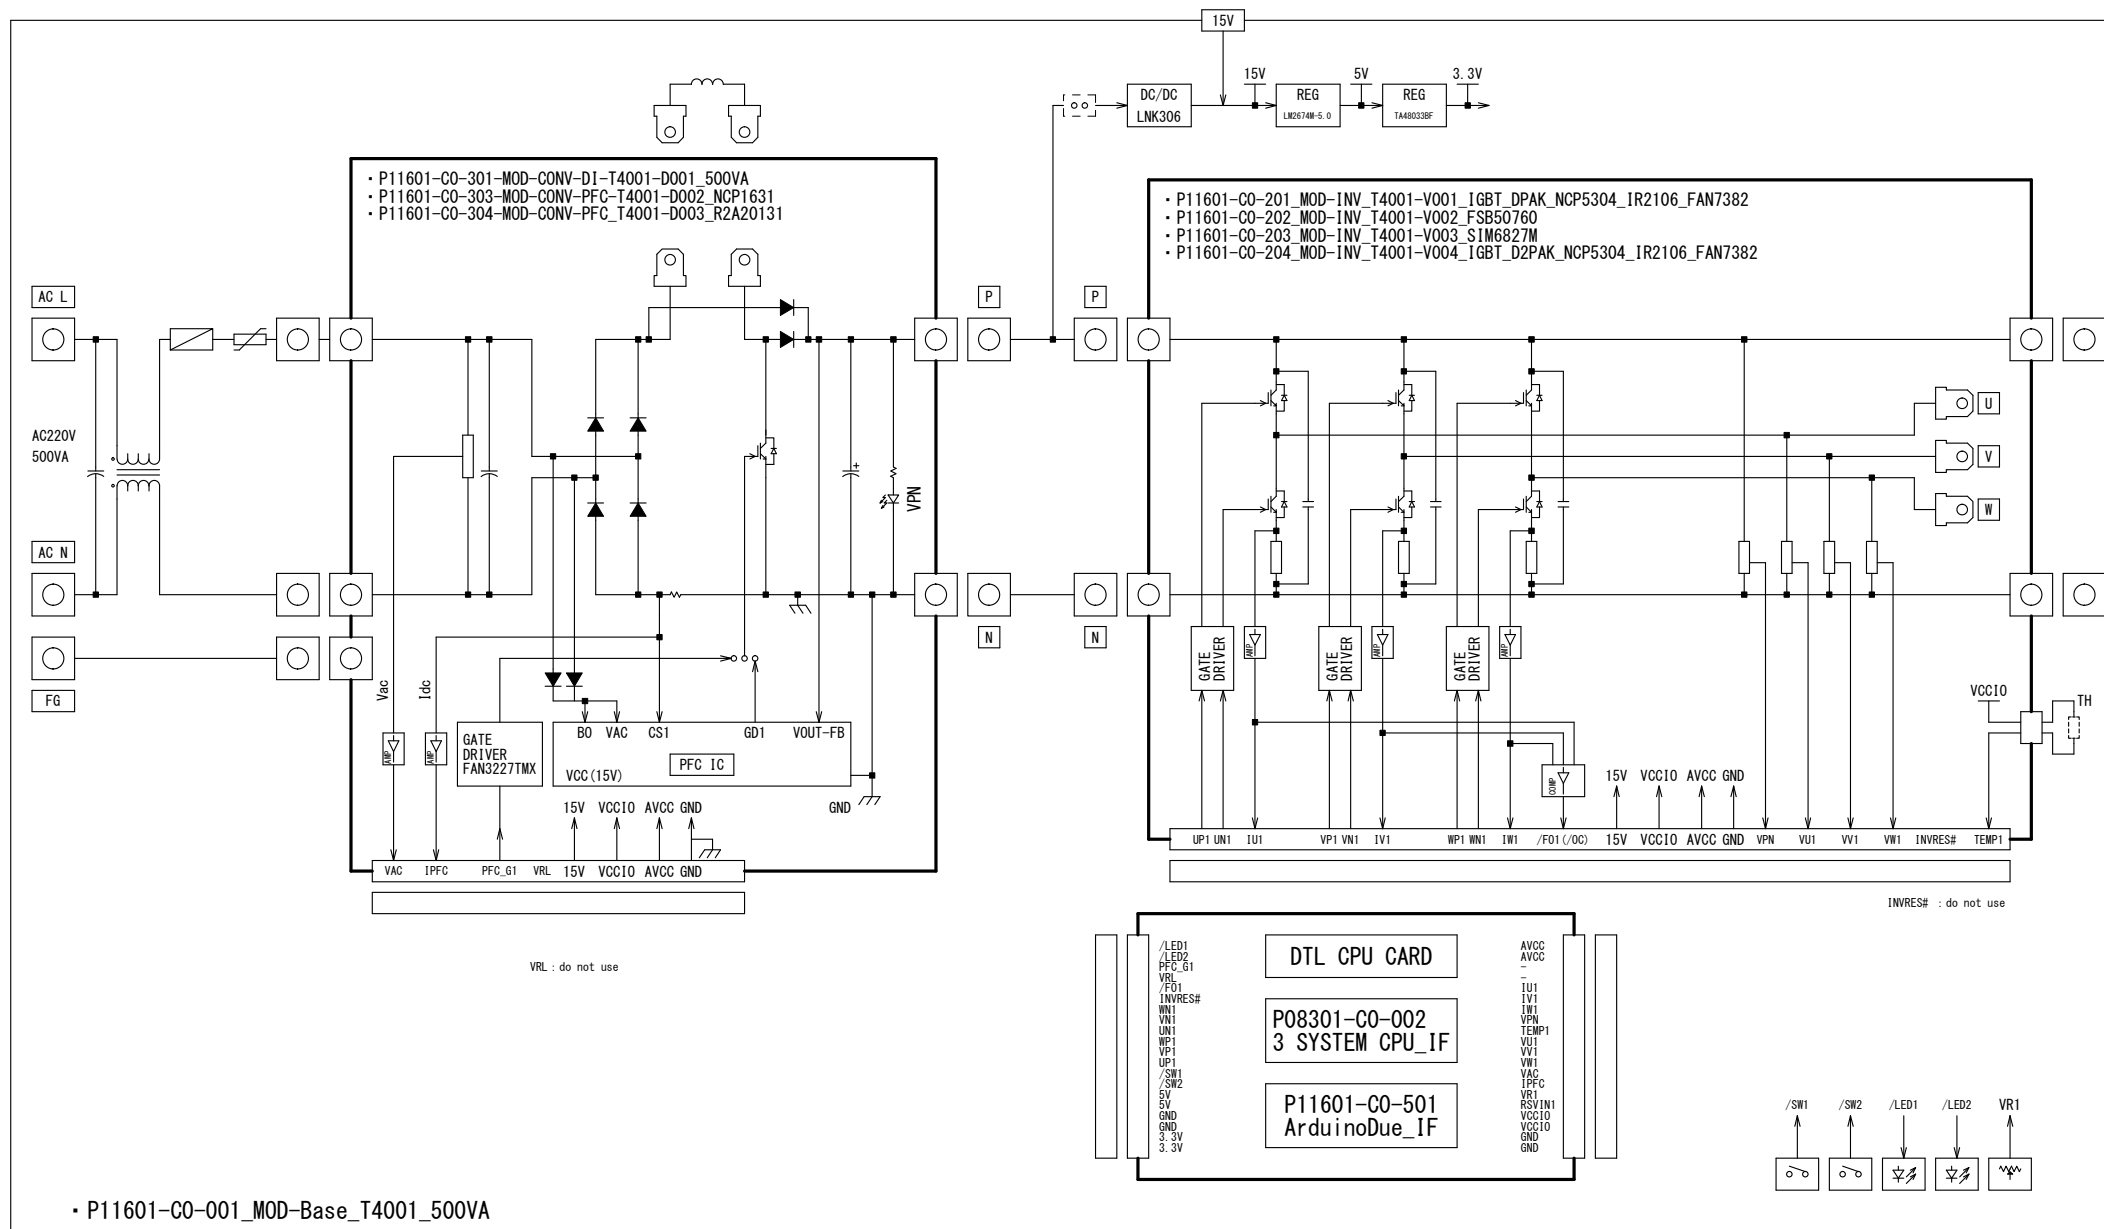 15V
15V
5V
3.3V
DC/DC
LNK306
REG
LM2674M-5.0
REG
TA48033BF
・P11601-CO-301-MOD-CONV-DI-T4001-D001_500VA
・P11601-CO-303-MOD-CONV-PFC-T4001-D002_NCP1631
・P11601-CO-304-MOD-CONV-PFC_T4001-D003_R2A20131
・P11601-CO-201_MOD-INV_T4001-V001_IGBT_DPAK_NCP5304_IR2106_FAN7382
・P11601-CO-202_MOD-INV_T4001-V002_FSB50760
・P11601-CO-203_MOD-INV_T4001-V003_SIM6827M
・P11601-CO-204_MOD-INV_T4001-V004_IGBT_D2PAK_NCP5304_IR2106_FAN7382
AC L
P
P
AC220V
500VA
AC N
FG
+
VPN
N
N
U
V
W
Vac
Idc
AMP
AMP
GATE
DRIVER
FAN3227TMX
BO VAC CS1 GD1 VOUT-FB
PFC IC
VCC(15V)
GND
15V VCCIO AVCC GND
VAC IPFC PFC_G1 VRL 15V VCCIO AVCC GND
VRL : do not use
GATE
DRIVER
AMP
GATE
DRIVER
AMP
GATE
DRIVER
AMP
COMP
VCCIO
TH
15V VCCIO AVCC GND
UP1 UN1 IU1 VP1 VN1 IV1 WP1 WN1 IW1 /FO1(/OC) 15V VCCIO AVCC GND VPN VU1 VV1 VW1 INVRES# TEMP1
INVRES# : do not use
/LED1
/LED2
PFC_G1
VRL
/FO1
INVRES#
WN1
VN1
UN1
WP1
VP1
UP1
/SW1
/SW2
5V
5V
GND
GND
3.3V
3.3V
DTL CPU CARD
P08301-CO-002
3 SYSTEM CPU_IF
P11601-CO-501
ArduinoDue_IF
AVCC
AVCC
-
-
IU1
IV1
IW1
VPN
TEMP1
VU1
VV1
VW1
VAC
IPFC
VR1
RSVIN1
VCCIO
VCCIO
GND
GND
/SW1 /SW2 /LED1 /LED2 VR1
・P11601-CO-001_MOD-Base_T4001_500VA